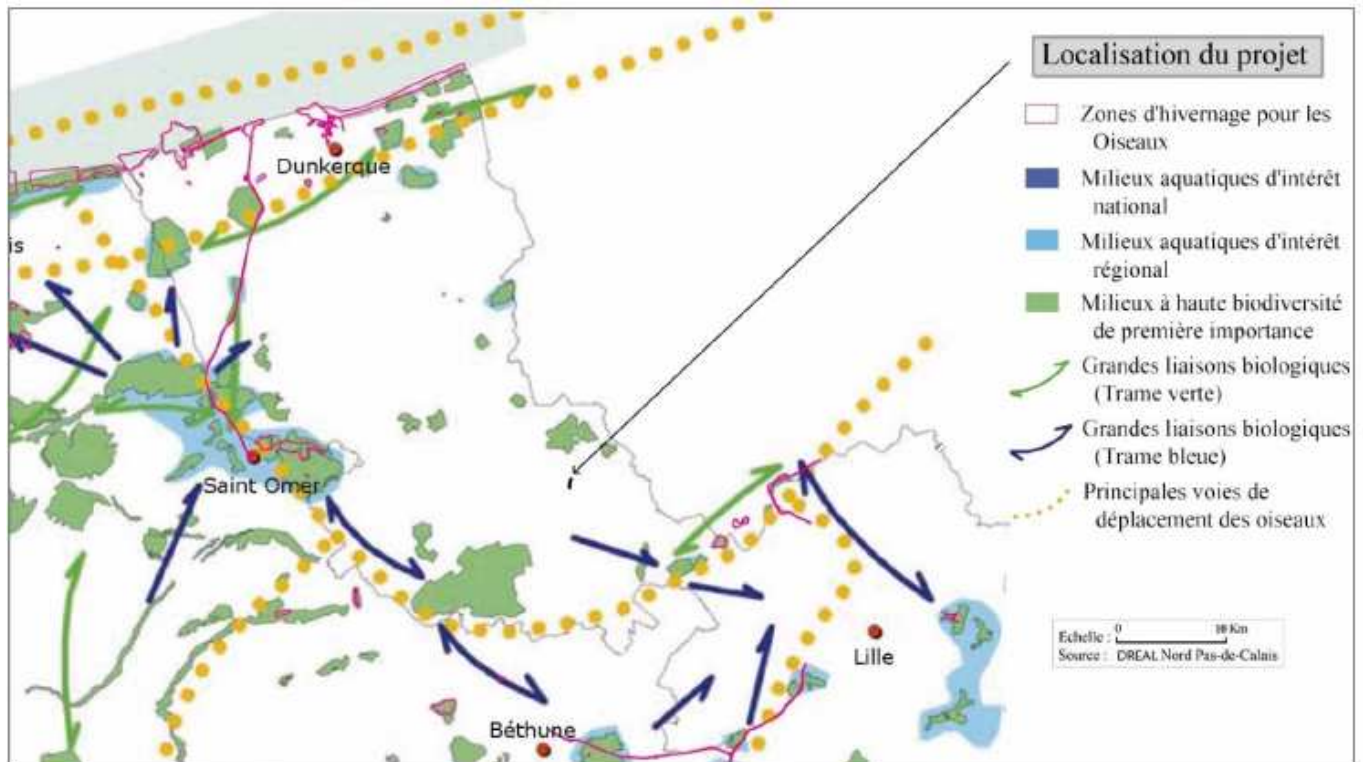 Localisation du projet
Zones d'hivernage pour les
Oiseaux
Milieux aquatiques d'intérêt
national
Milieux aquatiques d'intérêt
régional
Milieux à haute biodiversité
de première importance
Grandes liaisons biologiques
(Trame verte)
Grandes liaisons biologiques
(Trame bleue)
Principales voies de
déplacement des oiseaux
Dunkerque
is
Saint Omer
Lille
Béthune
0 10 Km
Echelle :
Source : DREAL Nord Pas-de-Calais